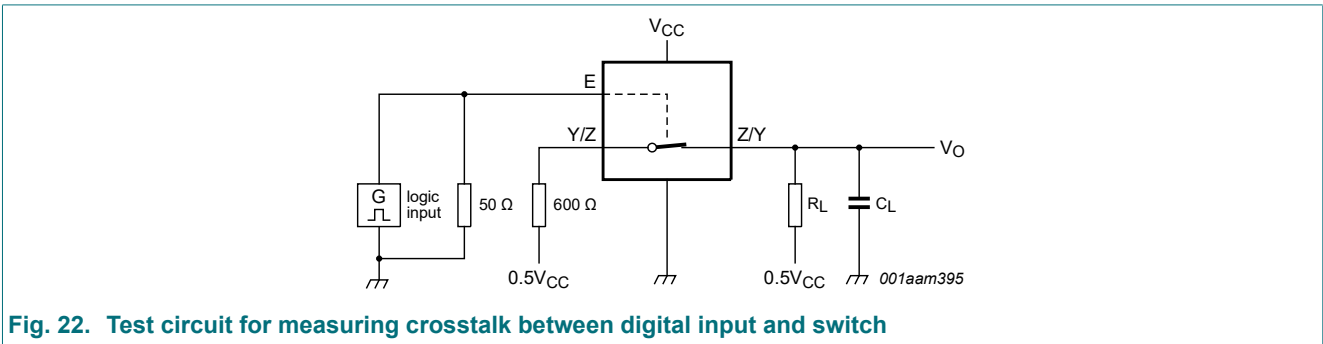 VCC
E
Y/Z
Z/Y
VO
G
logic
input
50 Ω
600 Ω
RL
CL
0.5VCC
0.5VCC
001aam395
Fig. 22. Test circuit for measuring crosstalk between digital input and switch